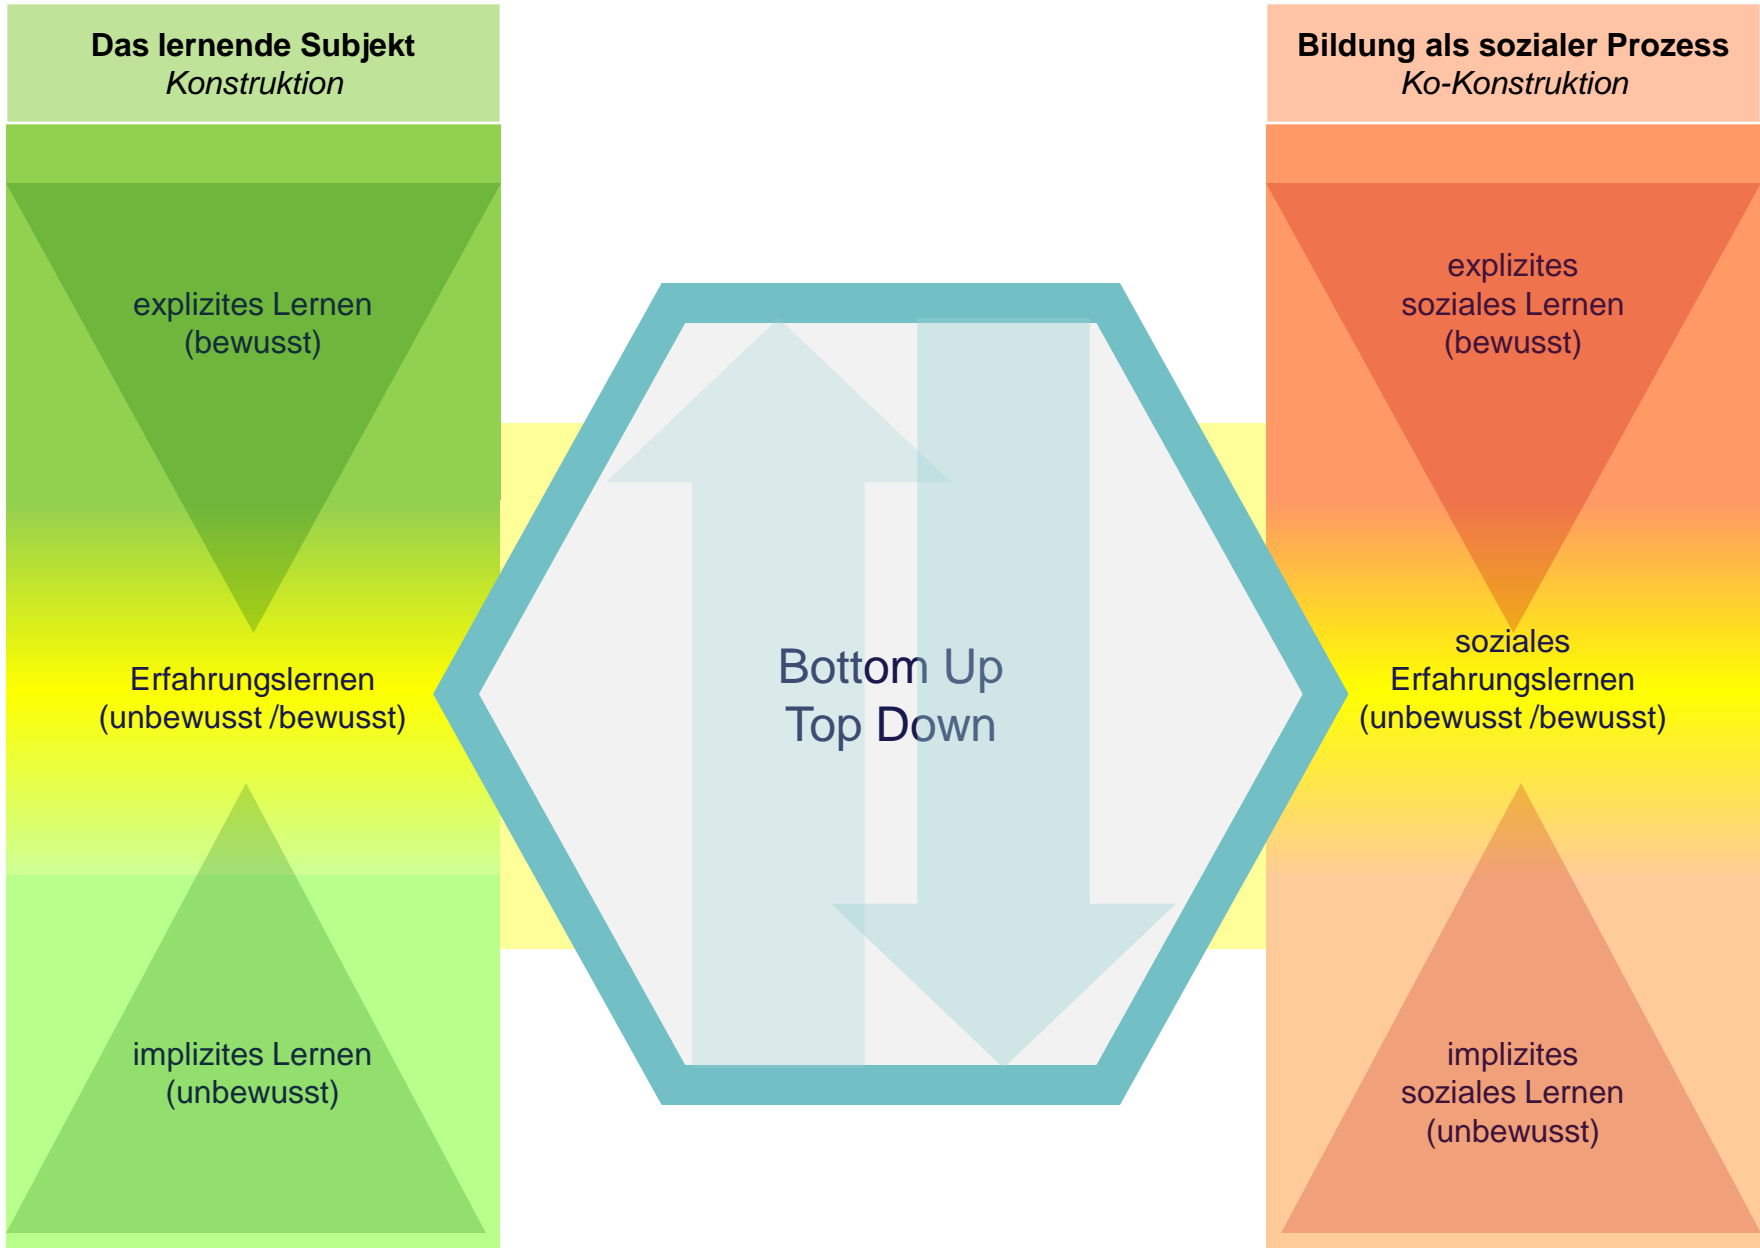 Das lernende Subjekt
Konstruktion
explizites Lernen
(bewusst)
Erfahrungslernen
(unbewusst /bewusst)
implizites Lernen
(unbewusst)
Bottom Up
Top Down
Bildung als sozialer Prozess
Ko-Konstruktion
explizites
soziales Lernen
(bewusst)
soziales
Erfahrungslernen
(unbewusst /bewusst)
implizites
soziales Lernen
(unbewusst)